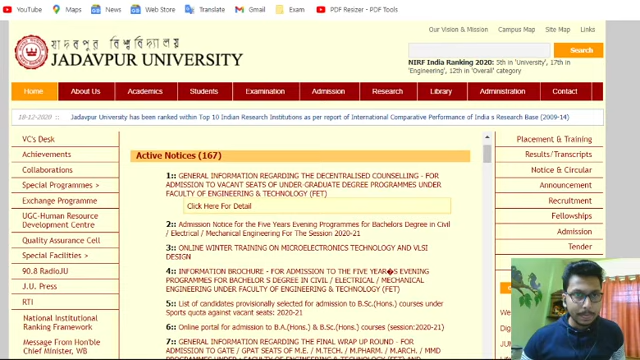 YouTube Maps News Web Store Translate Gmail Exam PDF Resizer - PDF Tools
Our Vision & Mission Campus Map Site Map Links
যাদবপুর বিশ্ববিদ্যালয়
JADAVPUR UNIVERSITY
Search
NIRF India Ranking 2020: 5th in 'University', 17th in
'Engineering', 12th in 'Overall' category
Home About Us Academics Students Examination Admission Research Library Administration Contact
18-12-2020 :: Jadavpur University has been ranked within Top 10 Indian Research Institutions as per report of International Comparative Performance of India s Research Base (2009-14)
VC's Desk
Achievements
Collaborations
Special Programmes >
Exchange Programme
UGC-Human Resource
Development Centre
Quality Assurance Cell
Special Facilities >
90.8 RadioJU
J.U. Press
RTI
National Institutional
Ranking Framework
Message From Hon'ble
Chief Minister, WB
Active Notices (167)
1:: GENERAL INFORMATION REGARDING THE DECENTRALISED COUNSELLING - FOR
ADMISSION TO VACANT SEATS OF UNDER-GRADUATE DEGREE PROGRAMMES UNDER
FACULTY OF ENGINEERING & TECHNOLOGY (FET)
Click Here For Detail
2:: Admission Notice for the Five Years Evening Programmes for Bachelors Degree in Civil
/ Electrical / Mechanical Engineering For The Session 2020-21
3:: ONLINE WINTER TRAINING ON MICROELECTRONICS TECHNOLOGY AND VLSI
DESIGN
4:: INFORMATION BROCHURE - FOR ADMISSION TO THE FIVE YEAR�S EVENING
PROGRAMMES FOR BACHELOR S DEGREE IN CIVIL / ELECTRICAL / MECHANICAL
ENGINEERING UNDER FACULTY OF ENGINEERING & TECHNOLOGY (FET)
5:: List of candidates provisionally selected for admission to B.Sc.(Hons). courses under
Sports quota against vacant seats: 2020-21
6:: Online portal for admission to B.A.(Hons) & B.Sc.(Hons) courses (session:2020-21)
7:: GENERAL INFORMATION REGARDING THE FINAL WRAP UP ROUND - FOR
ADMISSION TO GATE / GPAT SEATS OF M.E. / M.TECH. / M.PHARM. / M.ARCH. / MMD
Placement & Training
Results/Transcripts
Notice & Circular
Announcement
Recruitment
Fellowships
Admission
Tender